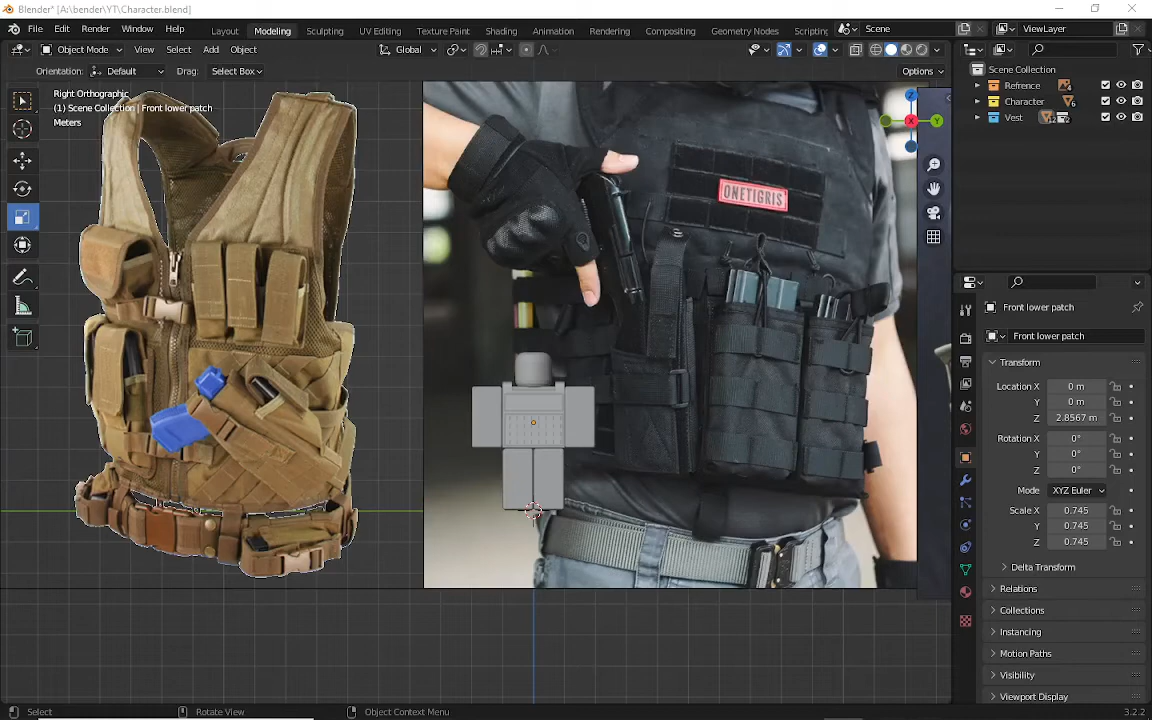 Blender* [A:\bender\YT\Character.blend]
File Edit Render Window Help Layout Modeling Sculpting UV Editing Texture Paint Shading Animation Rendering Compositing Geometry Nodes Scripting Scene ViewLayer
Object Mode View Select Add Object Global
Orientation: Default Drag: Select Box Options
Right Orthographic
(1) Scene Collection | Front lower patch
Meters
Scene Collection
Refrence 4
Character 6
Vest
ONETIGRIS
Z
Y
X
Front lower patch
Front lower patch
Transform
Location X 0 m
Y 0 m
Z 2.8567 m
Rotation X 0°
Y 0°
Z 0°
Mode XYZ Euler
Scale X 0.745
Y 0.745
Z 0.745
Delta Transform
Relations
Collections
Instancing
Motion Paths
Visibility
Viewport Display
Select Rotate View Object Context Menu 3.2.2